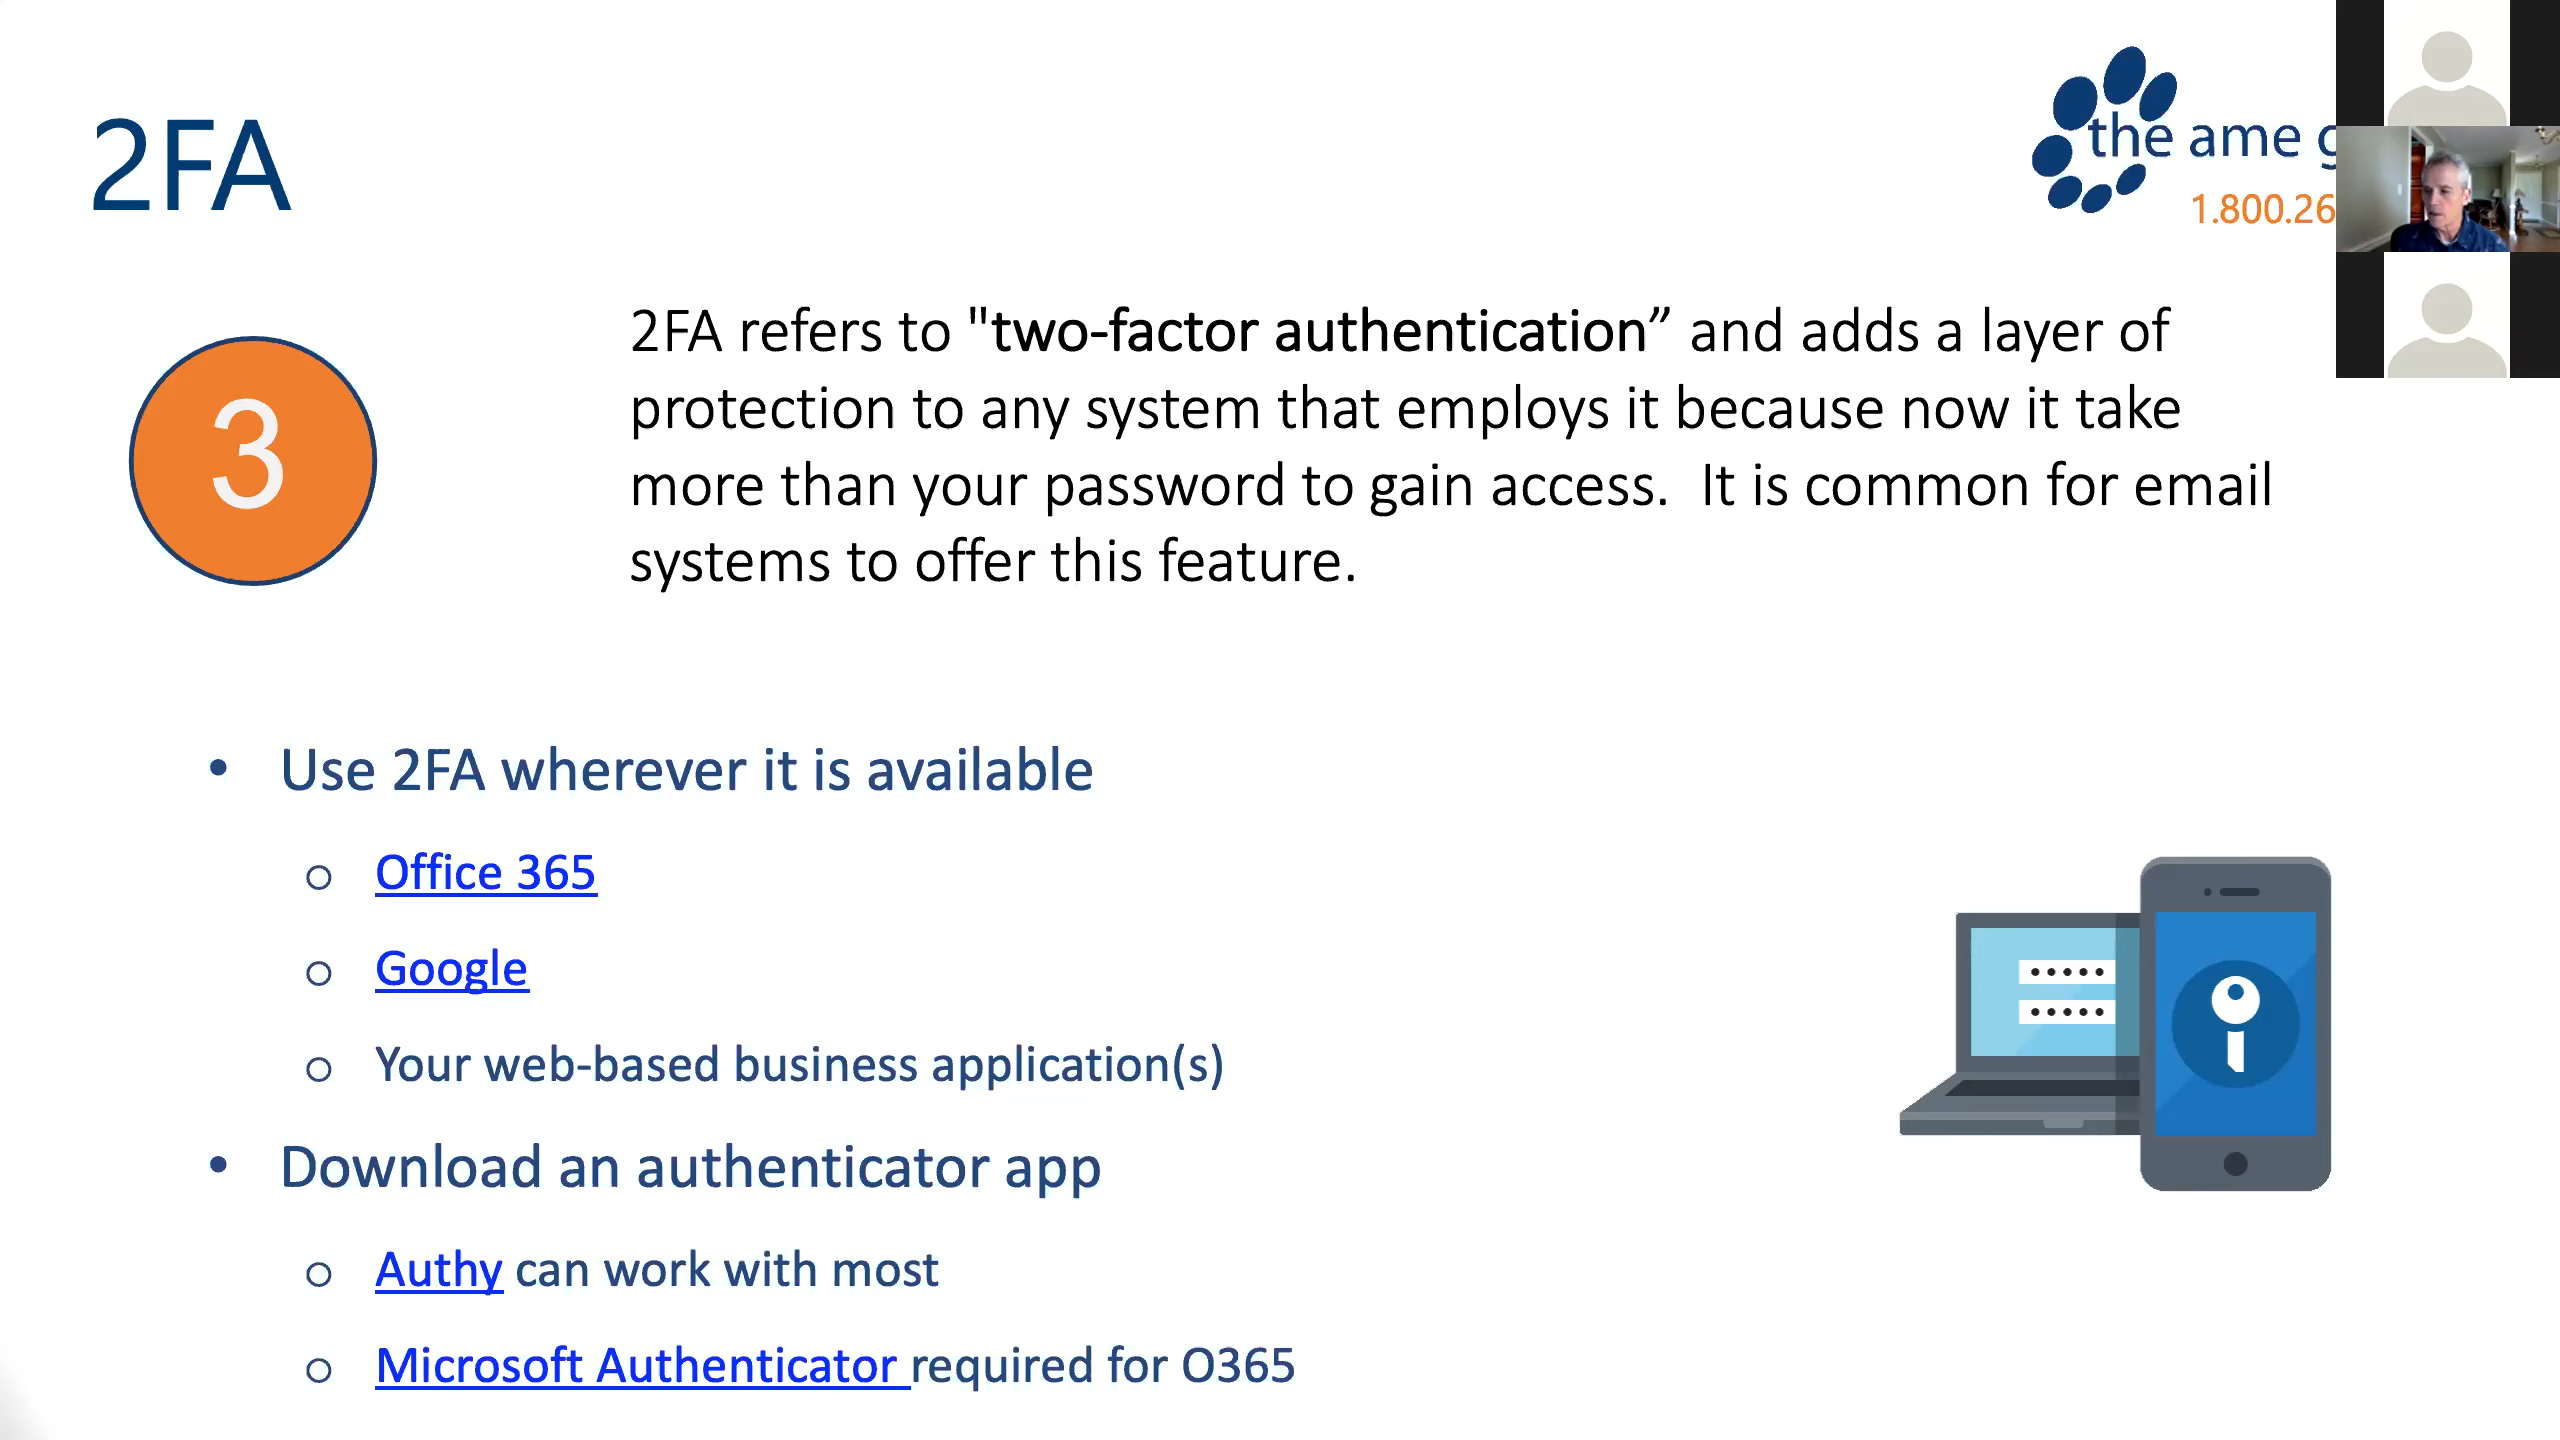 2FA
the ame g
1.800.26
3
2FA refers to "two-factor authentication” and adds a layer of
protection to any system that employs it because now it take
more than your password to gain access.  It is common for email
systems to offer this feature.
• Use 2FA wherever it is available
o Office 365
o Google
o Your web-based business application(s)
• Download an authenticator app
o Authy can work with most
o Microsoft Authenticator required for O365